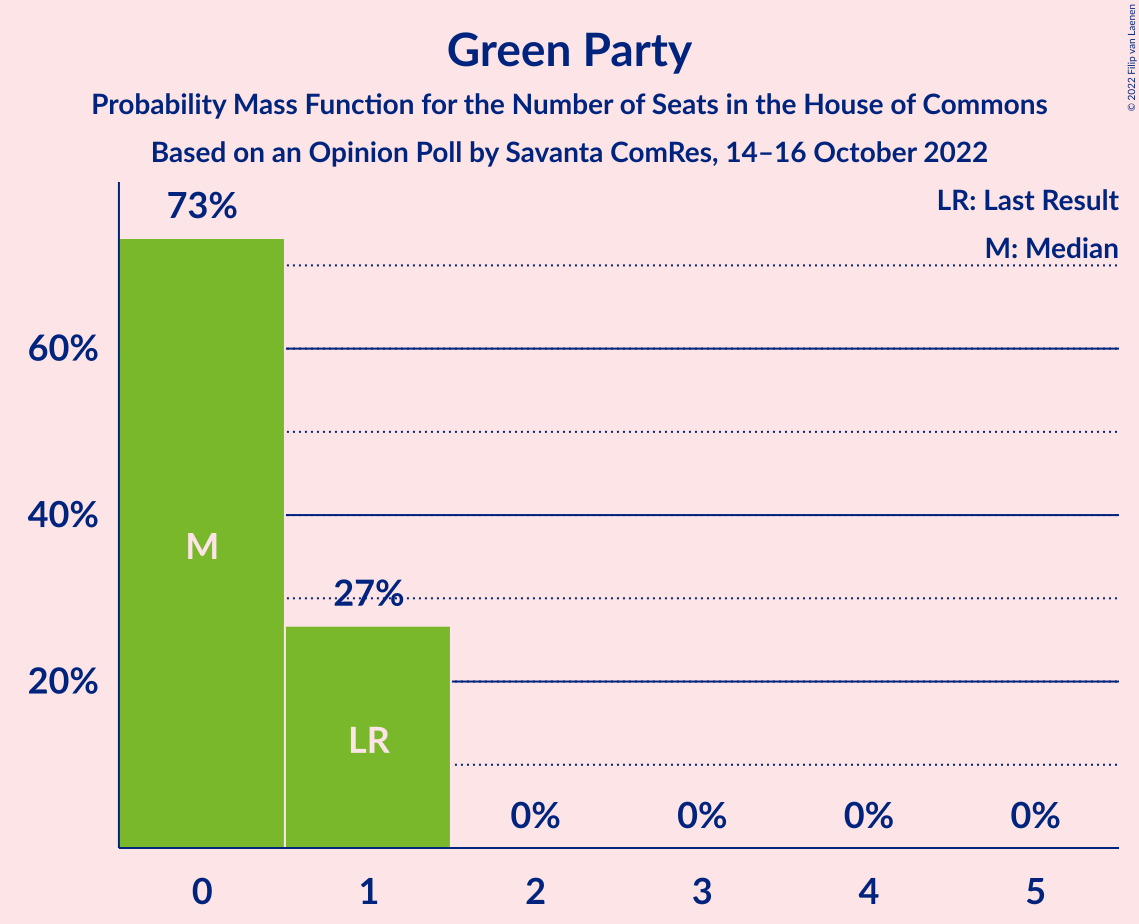 Green Party
Probability Mass Function for the Number of Seats in the House of Commons
Based on an Opinion Poll by Savanta ComRes, 14–16 October 2022
© 2022 Filip van Laenen
LR: Last Result
M: Median
73%
60%
40%
20%
M
27%
LR
0%
0%
0%
0%
0 1 2 3 4 5